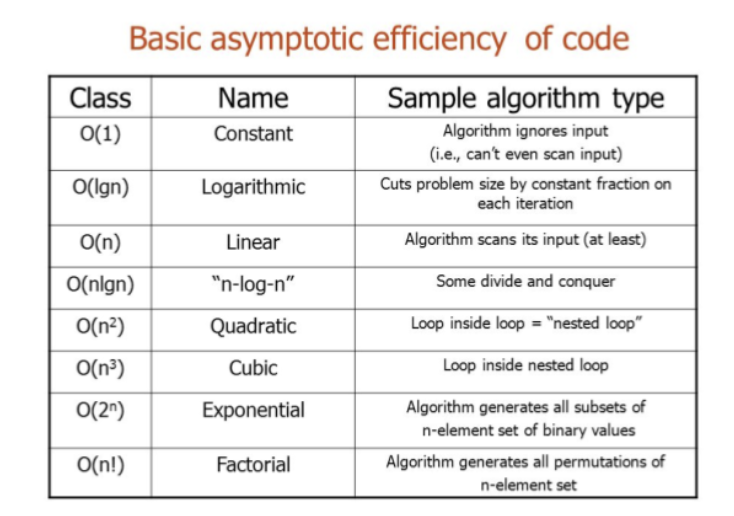 Basic asymptotic efficiency of code
Class Name Sample algorithm type
O(1) Constant Algorithm ignores input
(i.e., can't even scan input)
O(lgn) Logarithmic Cuts problem size by constant fraction on
each iteration
O(n) Linear Algorithm scans its input (at least)
O(nlgn) "n-log-n" Some divide and conquer
O(n²) Quadratic Loop inside loop = "nested loop"
O(n³) Cubic Loop inside nested loop
O(2ⁿ) Exponential Algorithm generates all subsets of
n-element set of binary values
O(n!) Factorial Algorithm generates all permutations of
n-element set